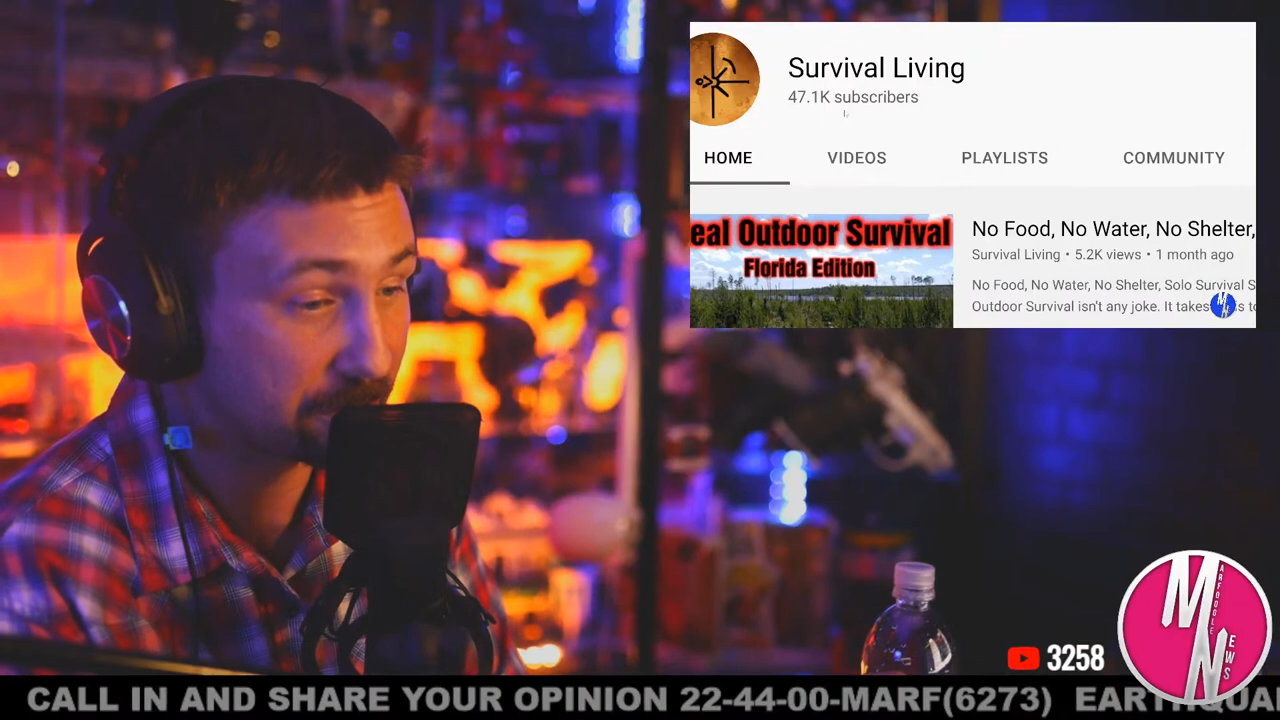 Survival Living
47.1K subscribers
HOME VIDEOS PLAYLISTS COMMUNITY
eal Outdoor Survival
Florida Edition
No Food, No Water, No Shelter,
Survival Living • 5.2K views • 1 month ago
No Food, No Water, No Shelter, Solo Survival S
Outdoor Survival isn't any joke. It takes
3258
MARFOOGLE
NEWS
CALL IN AND SHARE YOUR OPINION 22-44-00-MARF(6273) EARTHQUA